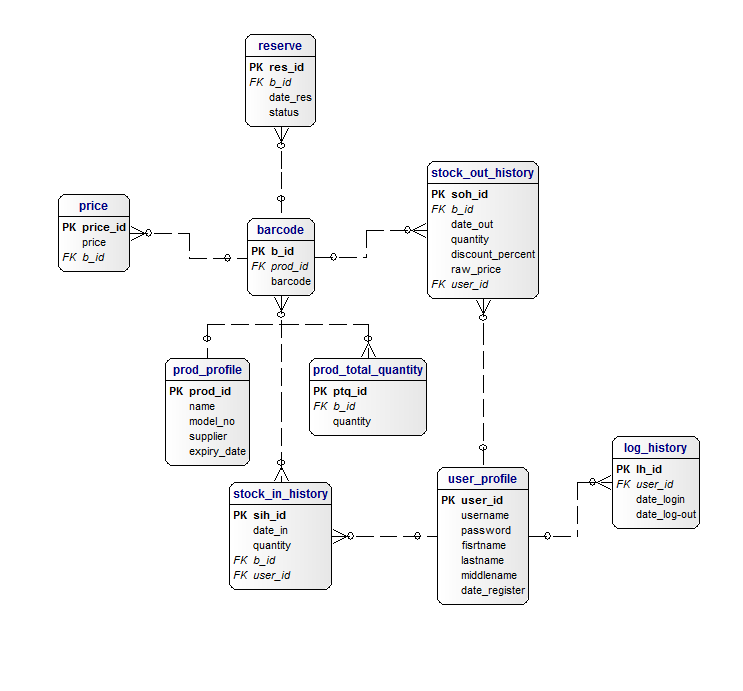 reserve
PK res_id
FK b_id
date_res
status
stock_out_history
PK soh_id
FK b_id
date_out
quantity
discount_percent
raw_price
FK user_id
price
PK price_id
price
FK b_id
barcode
PK b_id
FK prod_id
barcode
prod_profile
PK prod_id
name
model_no
supplier
expiry_date
prod_total_quantity
PK ptq_id
FK b_id
quantity
log_history
PK lh_id
FK user_id
date_login
date_log-out
user_profile
PK user_id
username
password
fisrtname
lastname
middlename
date_register
stock_in_history
PK sih_id
date_in
quantity
FK b_id
FK user_id